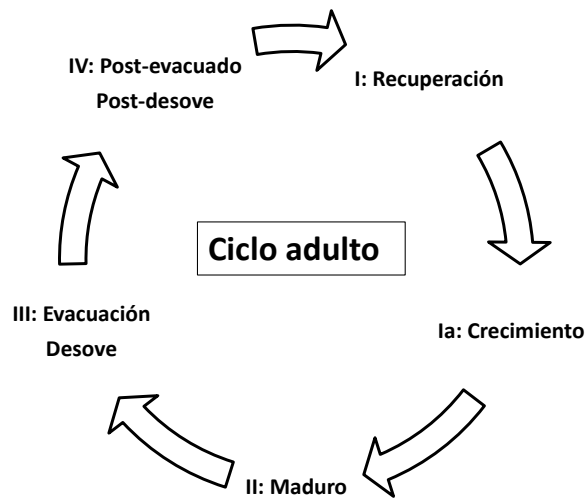 IV: Post-evacuado
Post-desove
I: Recuperación
Ciclo adulto
III: Evacuación
Desove
Ia: Crecimiento
II: Maduro